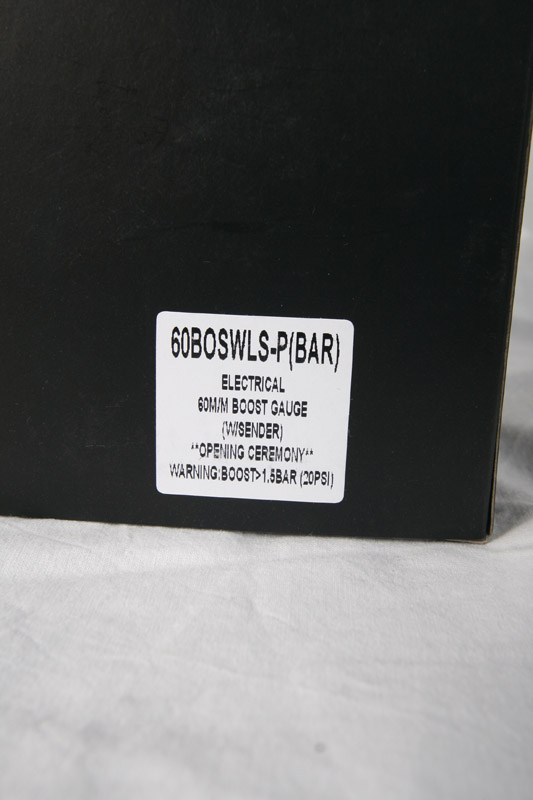 60BOSWLS-P(BAR)
ELECTRICAL
60M/M BOOST GAUGE
(W/SENDER)
**OPENING CEREMONY**
WARNING:BOOST>1.5BAR (20PSI)